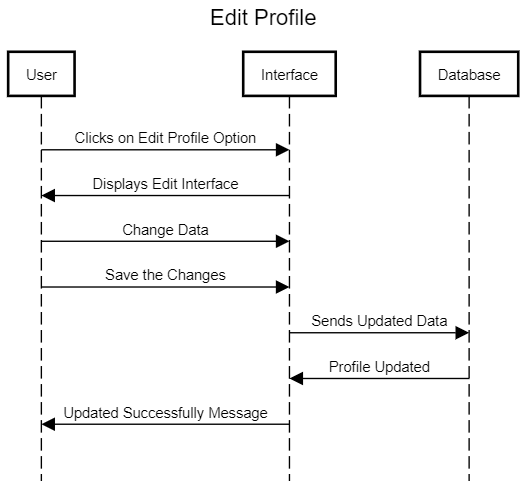 Edit Profile
User
Interface
Database
Clicks on Edit Profile Option
Displays Edit Interface
Change Data
Save the Changes
Sends Updated Data
Profile Updated
Updated Successfully Message